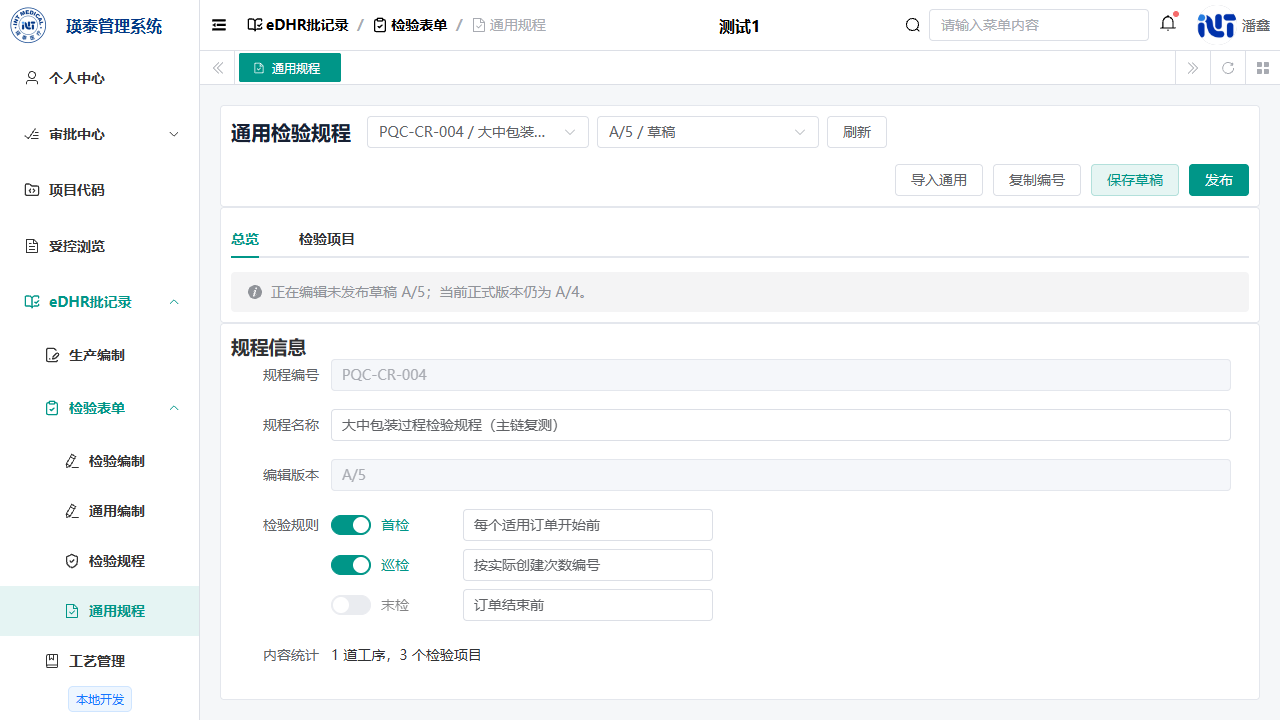 瑛泰管理系统
eDHR批记录 / 检验表单 / 通用规程
测试1
请输入菜单内容
潘鑫
个人中心
审批中心
项目代码
受控浏览
eDHR批记录
生产编制
检验表单
检验编制
通用编制
检验规程
通用规程
工艺管理
本地开发
通用规程
通用检验规程
PQC-CR-004 / 大中包装...
A/5 / 草稿
刷新
导入通用
复制编号
保存草稿
发布
总览
检验项目
正在编辑未发布草稿 A/5；当前正式版本仍为 A/4。
规程信息
规程编号 PQC-CR-004
规程名称 大中包装过程检验规程（主链复测）
编辑版本 A/5
检验规则 首检 每个适用订单开始前
巡检 按实际创建次数编号
末检 订单结束前
内容统计 1 道工序，3 个检验项目